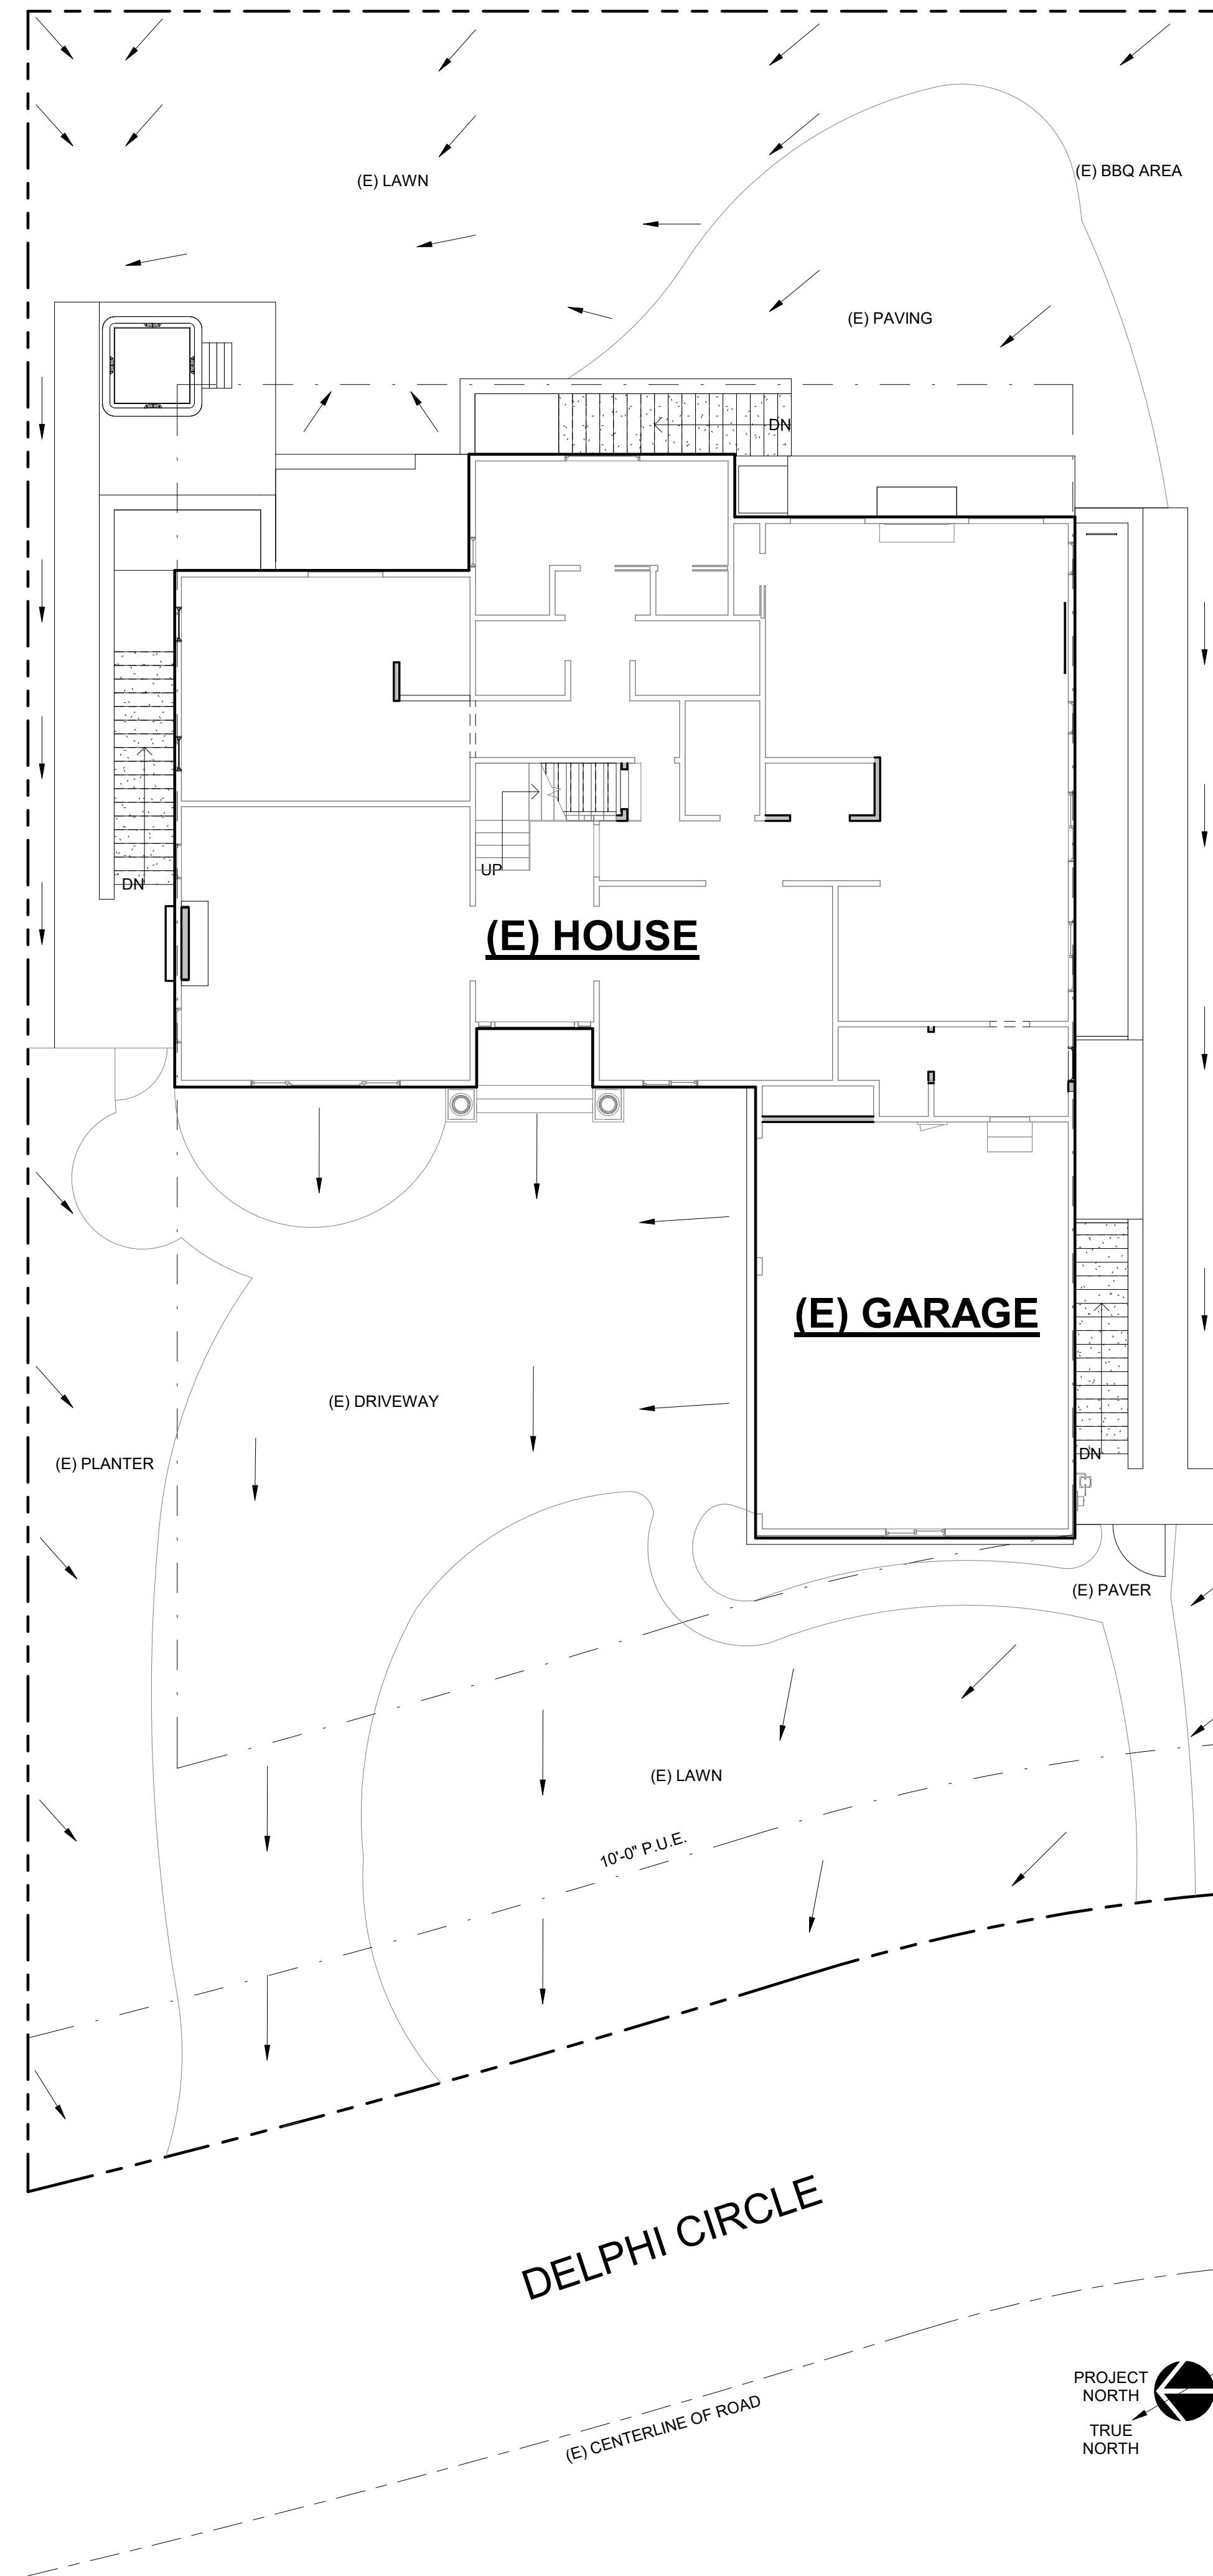 (E) BBQ AREA
(E) LAWN
(E) PAVING
DN
UP
DN
(E) HOUSE
(E) GARAGE
(E) DRIVEWAY
DN
(E) PLANTER
(E) PAVER
(E) LAWN
10'-0" P.U.E.
DELPHI CIRCLE
PROJECT
NORTH
(E) CENTERLINE OF ROAD
TRUE
NORTH